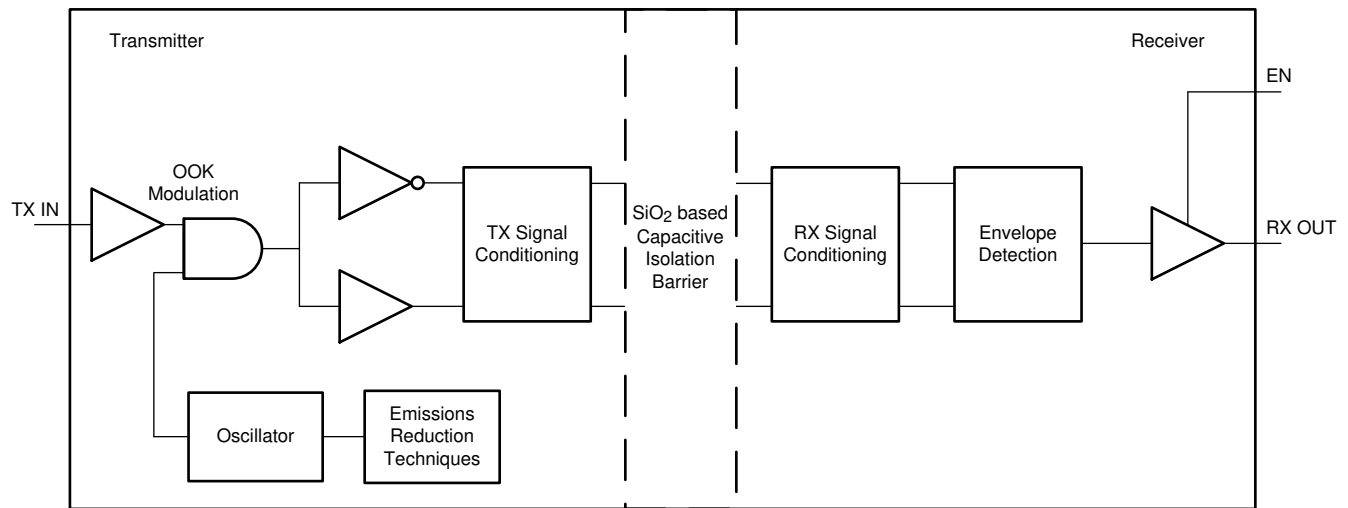 Transmitter
Receiver
EN
OOK
Modulation
TX IN
TX Signal
Conditioning
SiO2 based
Capacitive
Isolation
Barrier
RX Signal
Conditioning
Envelope
Detection
RX OUT
Oscillator
Emissions
Reduction
Techniques